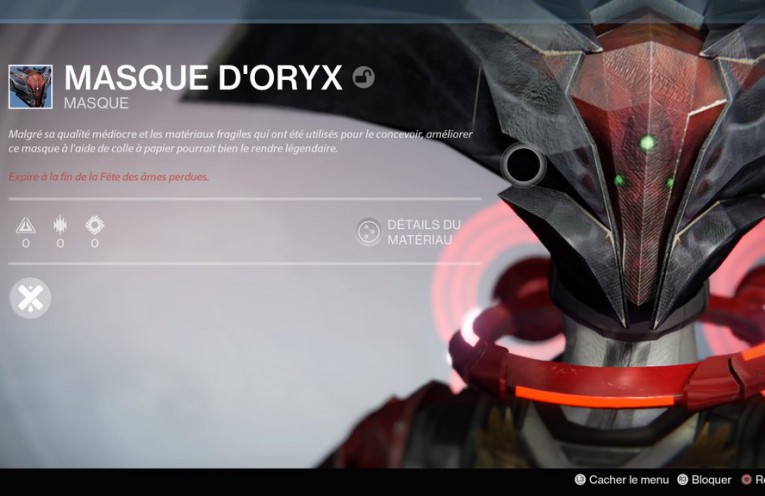 MASQUE D'ORYX
MASQUE
Malgré sa qualité médiocre et les matériaux fragiles qui ont été utilisés pour le concevoir, améliorer
ce masque à l'aide de colle à papier pourrait bien le rendre légendaire.
Expire à la fin de la Fête des âmes perdues.
0 0 0
DÉTAILS DU
MATÉRIAU
Cacher le menu Bloquer